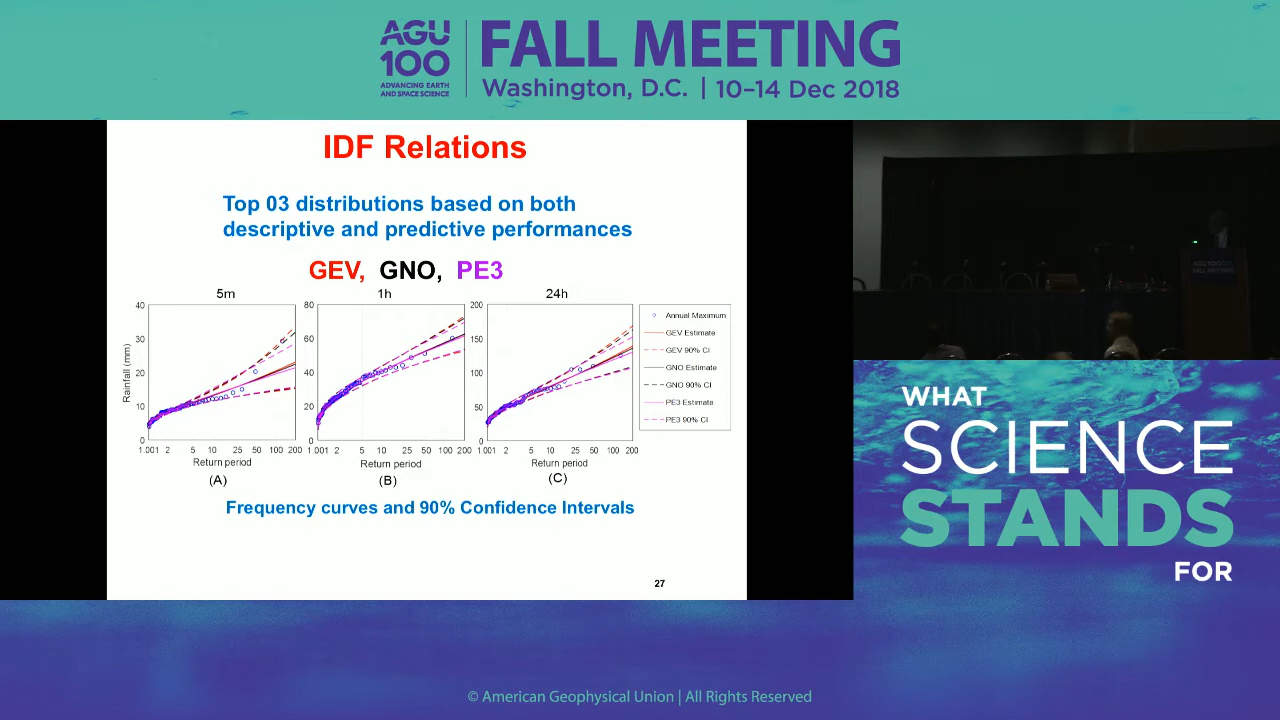 AGU
100
ADVANCING EARTH
AND SPACE SCIENCE
FALL MEETING
Washington, D.C. | 10–14 Dec 2018
IDF Relations
Top 03 distributions based on both
descriptive and predictive performances
GEV, GNO, PE3
5m
1h
24h
40
30
20
10
0
Rainfall (mm)
1.001 2 5 10 25 50 100 200
Return period
(A)
80
60
40
20
0
1.001 2 5 10 25 50 100 200
Return period
(B)
200
150
100
50
0
1.001 2 5 10 25 50 100 200
Return period
(C)
Annual Maximum
GEV Estimate
GEV 90% CI
GNO Estimate
GNO 90% CI
PE3 Estimate
PE3 90% CI
Frequency curves and 90% Confidence Intervals
27
AGU 100
FALL MEETING
WHAT
SCIENCE
STANDS
FOR
© American Geophysical Union | All Rights Reserved